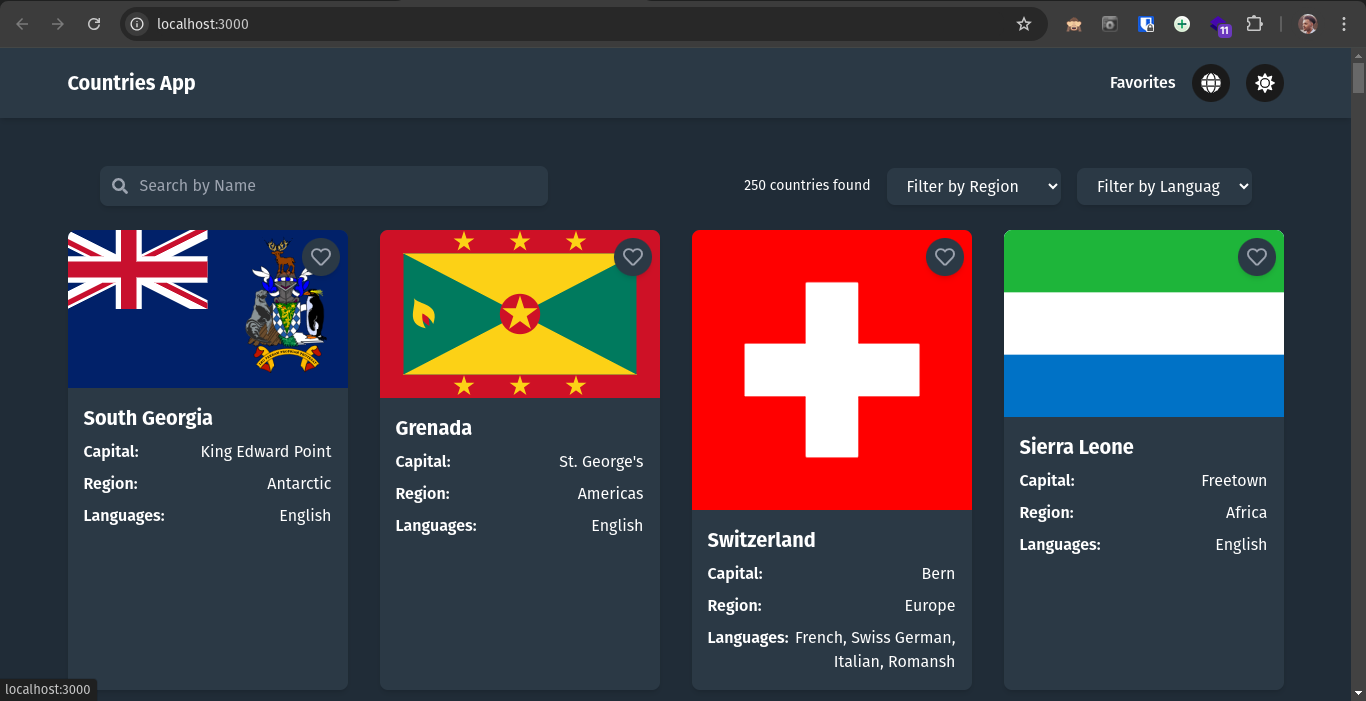 localhost:3000
11
Countries App
Favorites
Search by Name
250 countries found
Filter by Region
Filter by Languag
South Georgia
Capital: King Edward Point
Region: Antarctic
Languages: English
Grenada
Capital: St. George's
Region: Americas
Languages: English
Switzerland
Capital: Bern
Region: Europe
Languages: French, Swiss German,
Italian, Romansh
Sierra Leone
Capital: Freetown
Region: Africa
Languages: English
localhost:3000